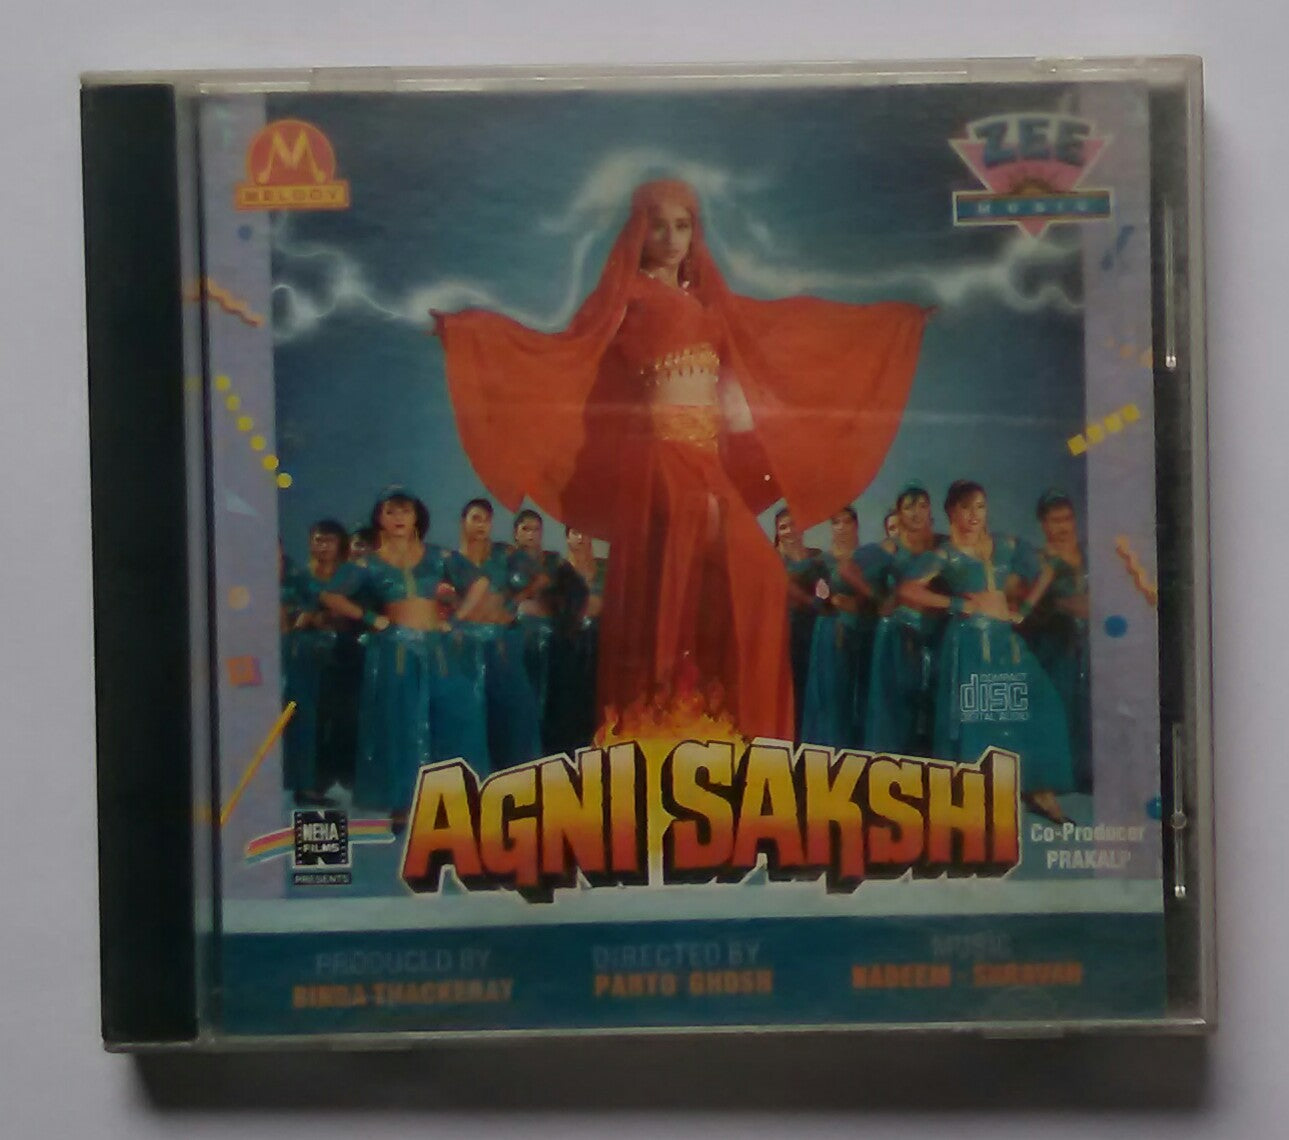 M
MELODY
ZEE
MUSIC
COMPACT
disc
DIGITAL AUDIO
NEHA
FILMS
PRESENTS
AGNI SAKSHI
Co-Producer
PRAKALP
PRODUCED BY
BINDA THACKERAY
DIRECTED BY
PARTO GHOSH
MUSIC
NADEEM - SHRAVAN